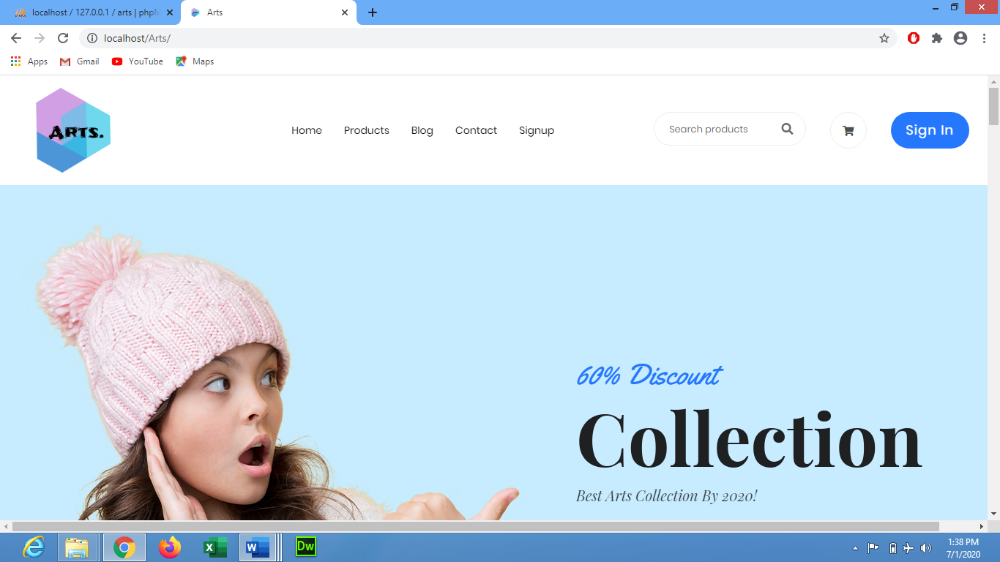 localhost / 127.0.0.1 / arts | phpM
Arts
localhost/Arts/
Apps
Gmail
YouTube
Maps
ARTS.
Home
Products
Blog
Contact
Signup
Search products
Sign In
60% Discount
Collection
Best Arts Collection By 2020!
Dw
1:38 PM
7/1/2020